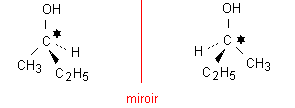 OH OH
C* C*
H H
CH3 CH3
C2H5 C2H5
miroir